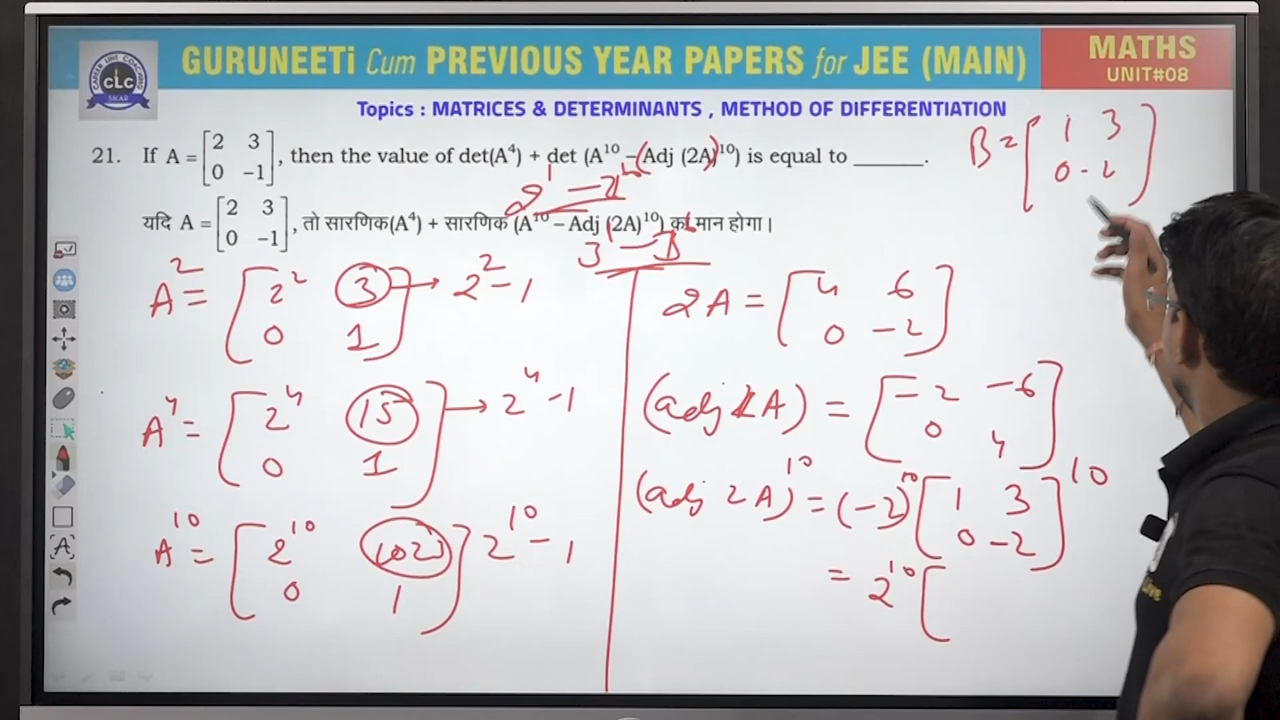 GURUNEETi Cum PREVIOUS YEAR PAPERS for JEE (MAIN)
MATHS
UNIT#08
CLC
SIKAR
Topics : MATRICES & DETERMINANTS , METHOD OF DIFFERENTIATION
21. If A = [2 3; 0 −1], then the value of det(A⁴) + det (A¹⁰ − (Adj (2A))¹⁰) is equal to ______.
यदि A = [2 3; 0 −1], तो सारणिक(A⁴) + सारणिक (A¹⁰ − Adj (2A)¹⁰) का मान होगा।
B = [1 3; 0 -2]
A² = [2² 3; 0 1] → 2² - 1
A⁴ = [2⁴ 15; 0 1] → 2⁴ - 1
A¹⁰ = [2¹⁰ 1023; 0 1] 2¹⁰ - 1
2A = [4 6; 0 -2]
(adj 2A) = [-2 -6; 0 4]
(adj 2A)¹⁰ = (-2)¹⁰ [1 3; 0 -2]¹⁰
= 2¹⁰ [